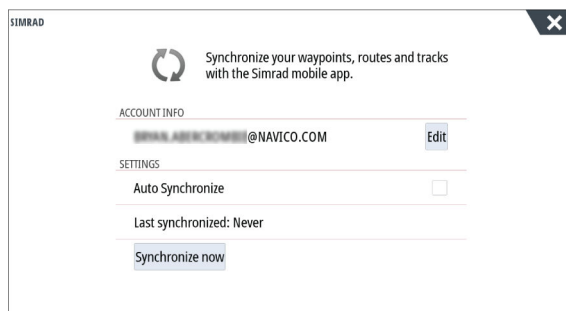 SIMRAD
Synchronize your waypoints, routes and tracks
with the Simrad mobile app.
ACCOUNT INFO
@NAVICO.COM
Edit
SETTINGS
Auto Synchronize
Last synchronized: Never
Synchronize now